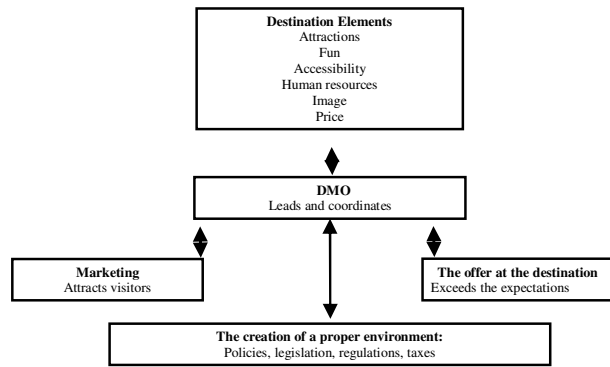 Destination Elements
Attractions
Fun
Accessibility
Human resources
Image
Price
DMO
Leads and coordinates
Marketing
Attracts visitors
The offer at the destination
Exceeds the expectations
The creation of a proper environment:
Policies, legislation, regulations, taxes